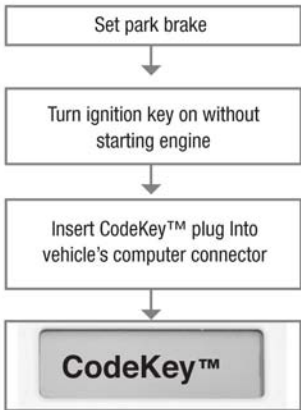 Set park brake
Turn ignition key on without
starting engine
Insert CodeKey™ plug Into
vehicle's computer connector
CodeKey™